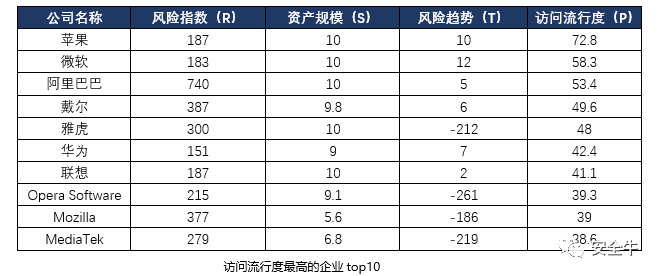 公司名称 风险指数（R） 资产规模（S） 风险趋势（T） 访问流行度（P）
苹果 187 10 10 72.8
微软 183 10 12 58.3
阿里巴巴 740 10 5 53.4
戴尔 387 9.8 6 49.6
雅虎 300 10 -212 48
华为 151 9 7 42.4
联想 187 10 2 41.1
Opera Software 215 9.1 -261 39.3
Mozilla 377 5.6 -186 39
MediaTek 279 6.8 -219 38.6
安全牛
访问流行度最高的企业 top10